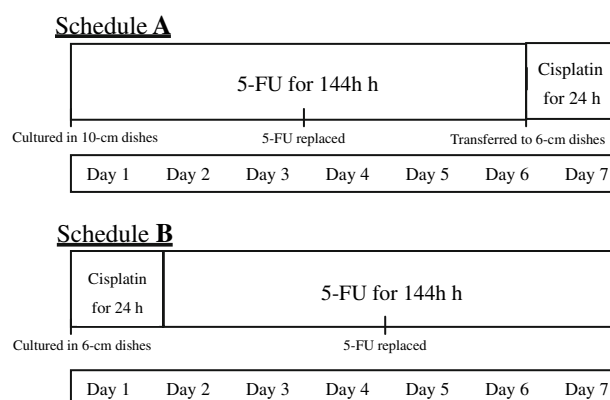 Schedule A
5-FU for 144h h
Cisplatin
for 24 h
Cultured in 10-cm dishes
5-FU replaced
Transferred to 6-cm dishes
Day 1 Day 2 Day 3 Day 4 Day 5 Day 6 Day 7
Schedule B
Cisplatin
for 24 h
5-FU for 144h h
Cultured in 6-cm dishes
5-FU replaced
Day 1 Day 2 Day 3 Day 4 Day 5 Day 6 Day 7